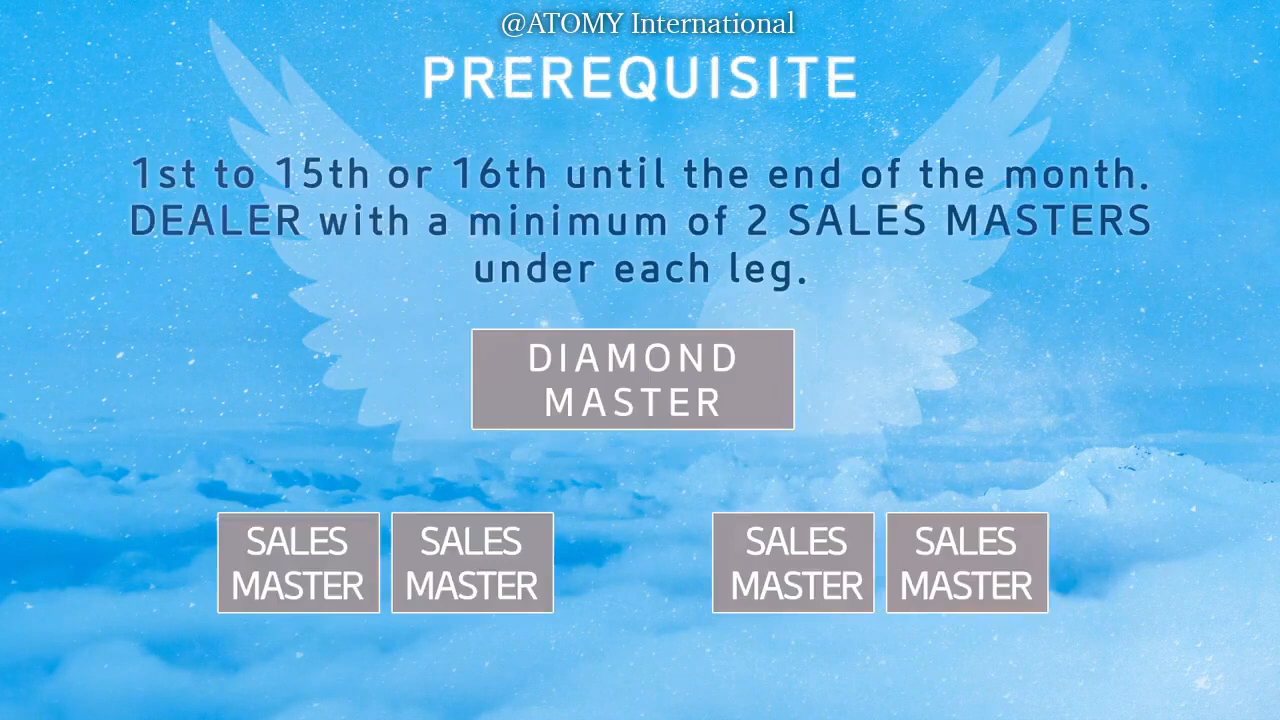 @ATOMY International
PREREQUISITE
1st to 15th or 16th until the end of the month.
DEALER with a minimum of 2 SALES MASTERS
under each leg.
DIAMOND
MASTER
SALES
MASTER
SALES
MASTER
SALES
MASTER
SALES
MASTER